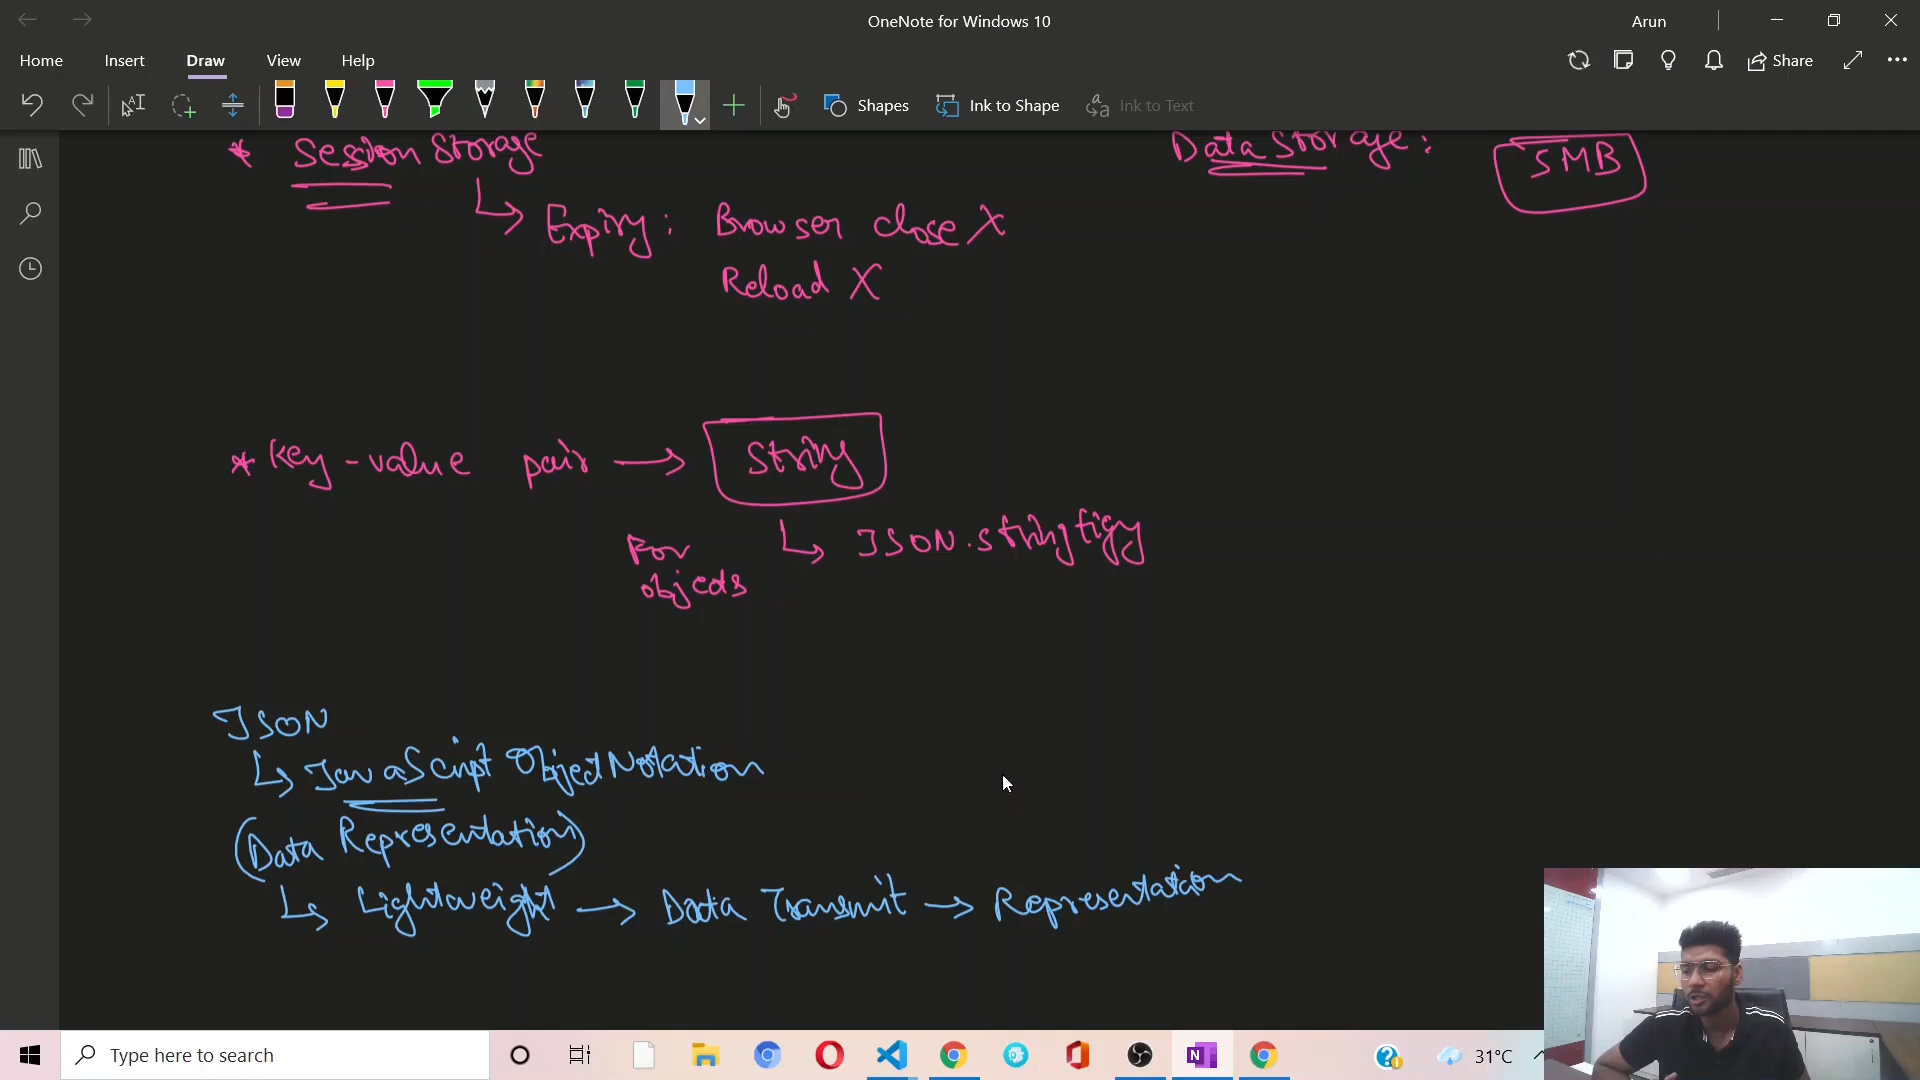 OneNote for Windows 10
Arun
Home Insert Draw View Help
Share
Shapes Ink to Shape Ink to Text
* Session Storage
Data Storage :
5MB
Expiry : Browser close X
Reload X
* Key - value pair → String
For objects
JSON.stringtigy
JSON
JavaScript Object Notation
(Data Representation)
Lightweight → Data Transmit → Representation
Type here to search
31°C